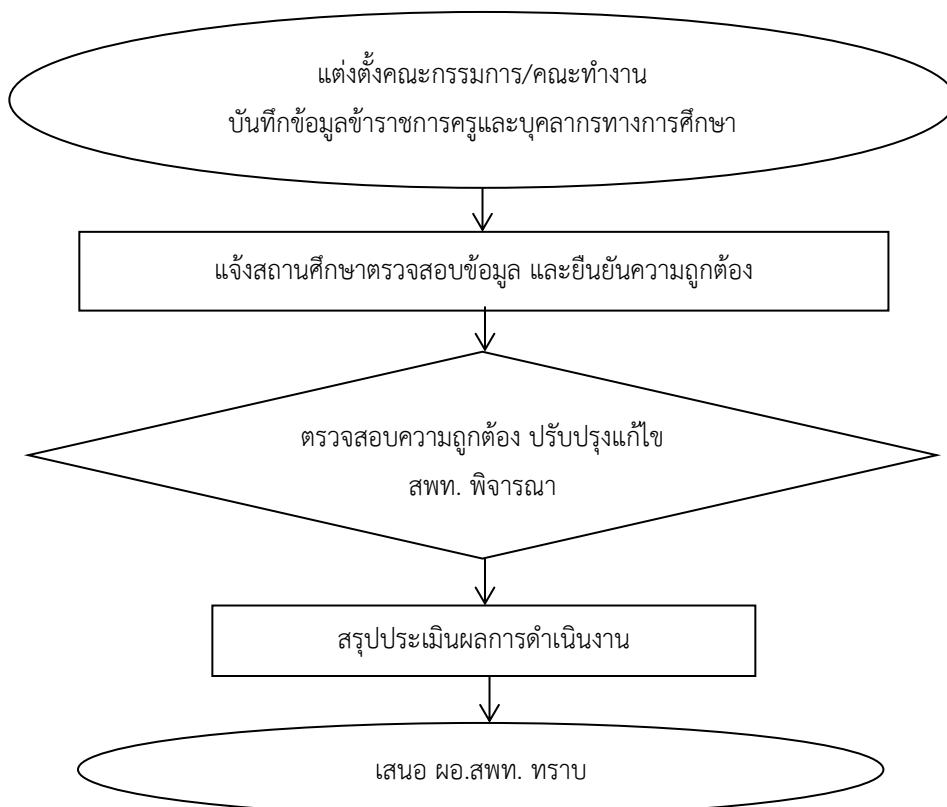 แต่งตั้งคณะกรรมการ/คณะทำงาน
บันทึกข้อมูลข้าราชการครูและบุคลากรทางการศึกษา
แจ้งสถานศึกษาตรวจสอบข้อมูล และยืนยันความถูกต้อง
ตรวจสอบความถูกต้อง ปรับปรุงแก้ไข
สพท. พิจารณา
สรุปประเมินผลการดำเนินงาน
เสนอ ผอ.สพท. ทราบ